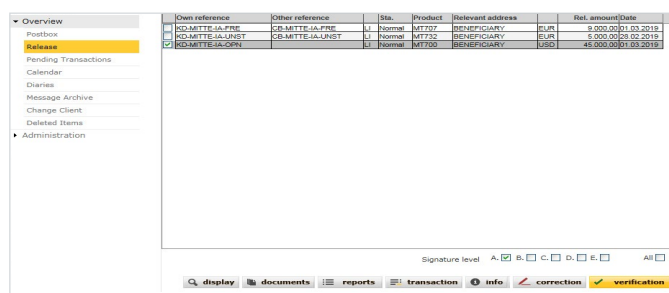 Overview
Postbox
Release
Pending Transactions
Calendar
Diaries
Message Archive
Change Client
Deleted Items
Administration
Own reference Other reference Sta. Product Relevant address Rel. amount Date
KD-MITTE-IA-FRE CB-MITTE-IA-FRE LI Normal MT707 BENEFICIARY EUR 9.000,00 01.03.2019
KD-MITTE-IA-UNST CB-MITTE-IA-UNST LI Normal MT732 BENEFICIARY EUR 5.000,00 28.02.2019
KD-MITTE-IA-OPN LI Normal MT700 BENEFICIARY USD 45.000,00 01.03.2019
Signature level A. B. C. D. E. All
display documents reports transaction info correction verification